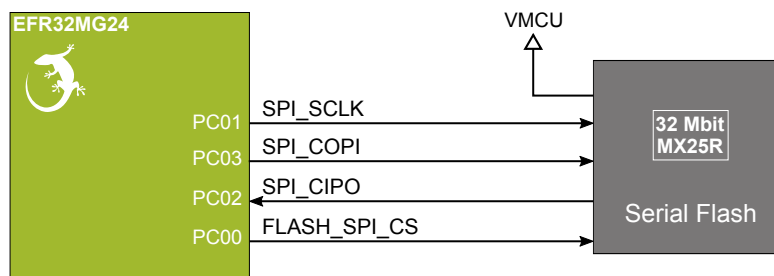 EFR32MG24
VMCU
PC01
SPI_SCLK
PC03
SPI_COPI
PC02
SPI_CIPO
PC00
FLASH_SPI_CS
32 Mbit
MX25R
Serial Flash